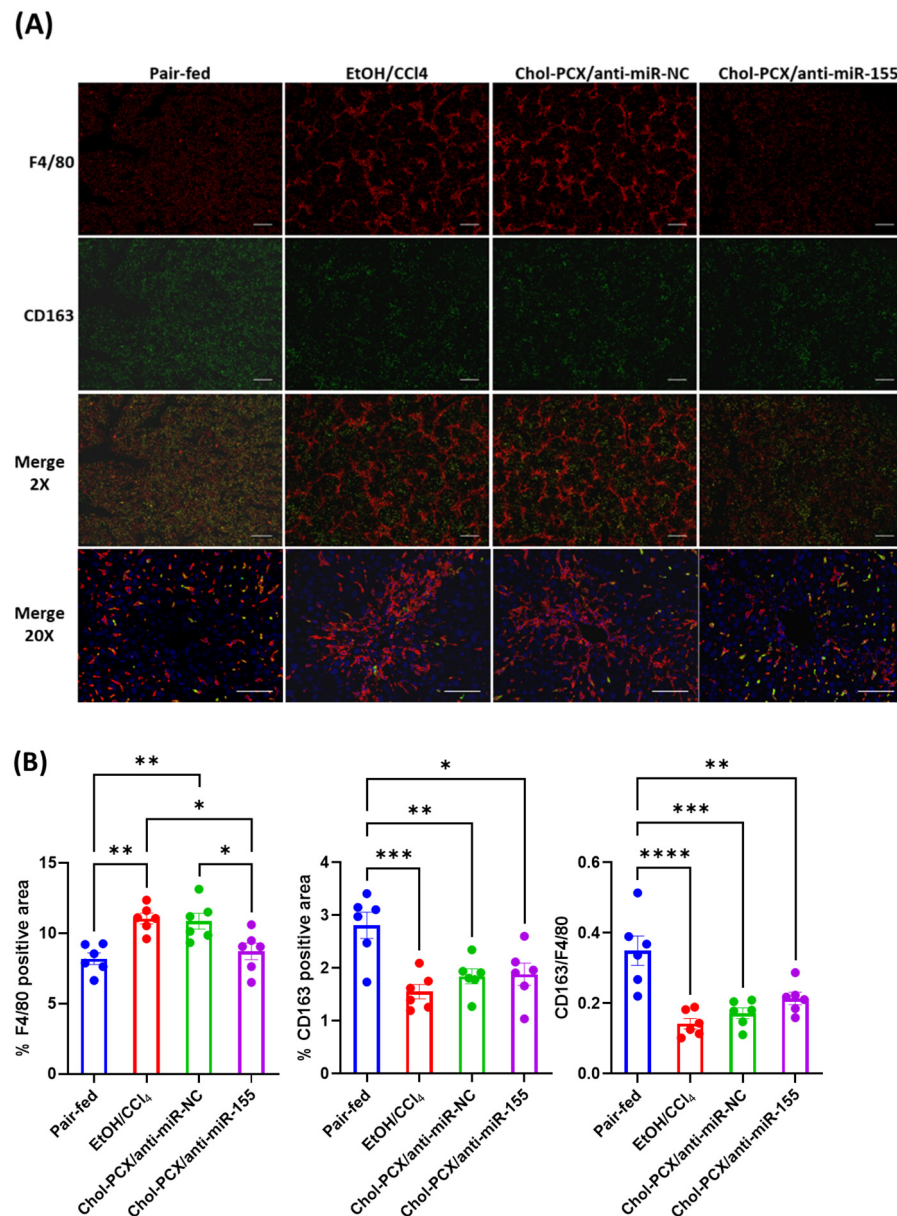 (A)
Pair-fed EtOH/CCl4 Chol-PCX/anti-miR-NC Chol-PCX/anti-miR-155
F4/80
CD163
Merge
2X
Merge
20X
(B)
% F4/80 positive area
15
10
5
0
** * ** *
Pair-fed
EtOH/CCl₄
Chol-PCX/anti-miR-NC
Chol-PCX/anti-miR-155
% CD163 positive area
4
3
2
1
0
*
**
***
Pair-fed
EtOH/CCl₄
Chol-PCX/anti-miR-NC
Chol-PCX/anti-miR-155
CD163/F4/80
0.6
0.4
0.2
0.0
**
***
****
Pair-fed
EtOH/CCl₄
Chol-PCX/anti-miR-NC
Chol-PCX/anti-miR-155